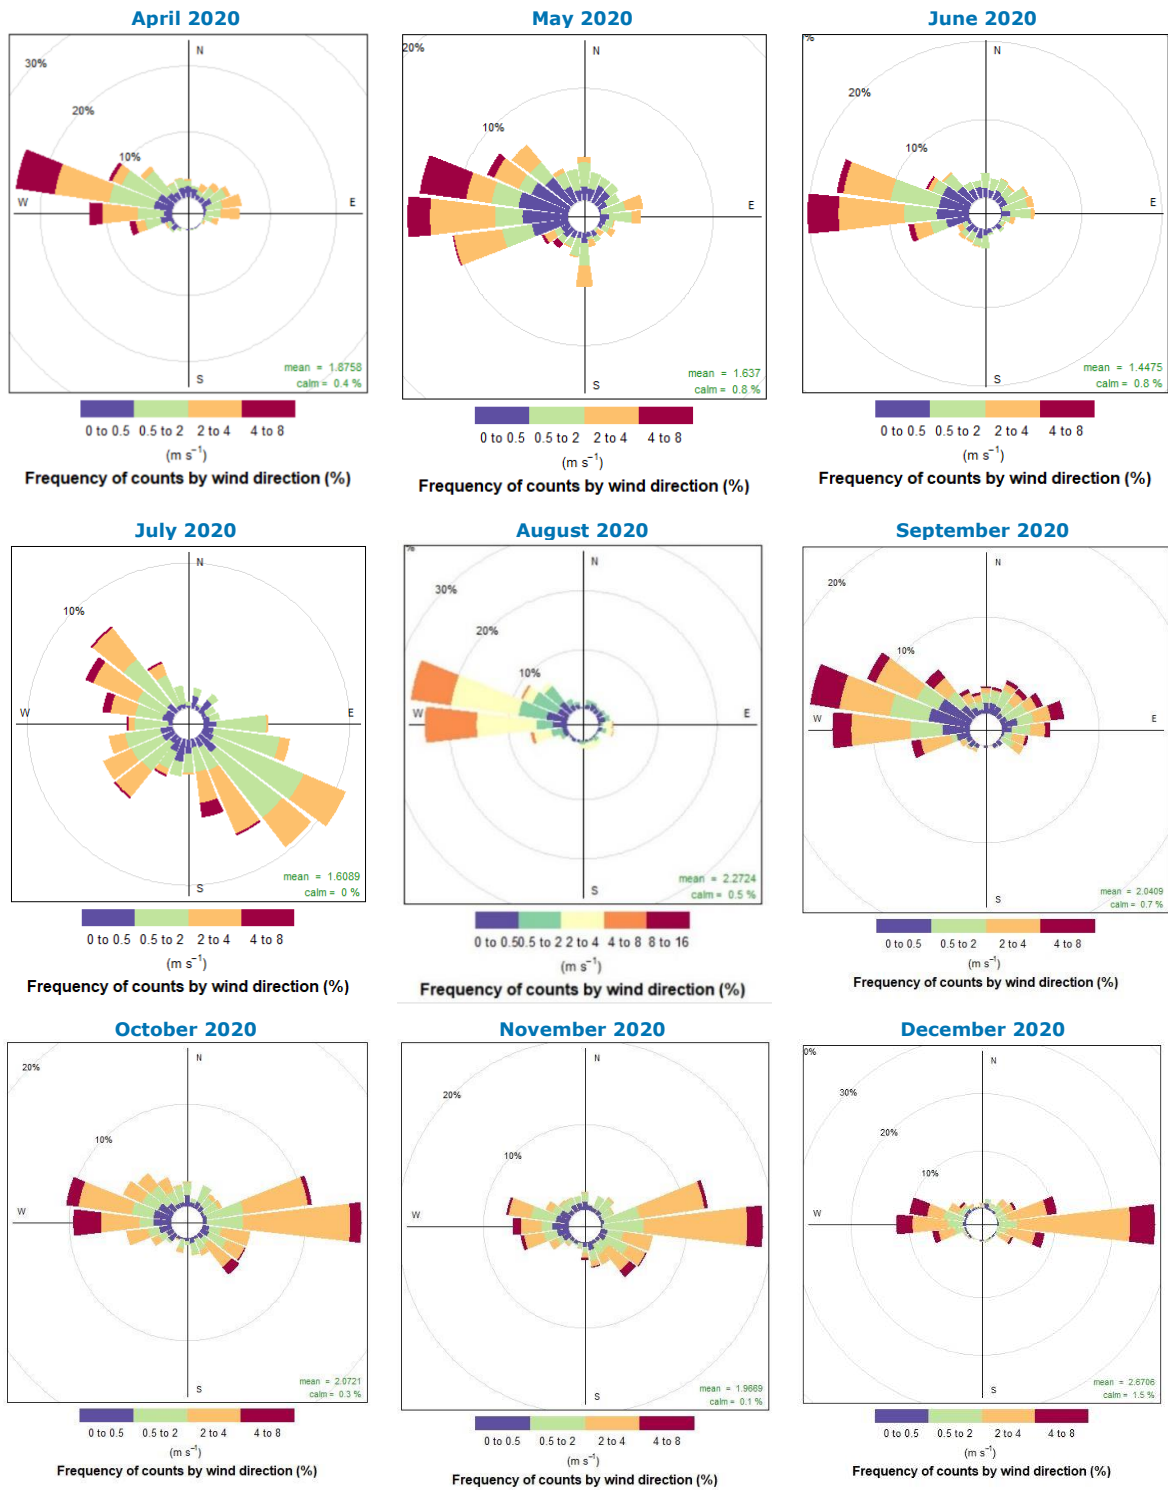 April 2020
30%
N
20%
10%
W
E
S
mean = 1.8758
calm = 0.4 %
0 to 0.5 0.5 to 2 2 to 4 4 to 8
(m s⁻¹)
Frequency of counts by wind direction (%)
May 2020
20%
N
10%
E
S
mean = 1.637
calm = 0.8 %
0 to 0.5 0.5 to 2 2 to 4 4 to 8
(m s⁻¹)
Frequency of counts by wind direction (%)
June 2020
%
N
20%
10%
E
S
mean = 1.4475
calm = 0.8 %
0 to 0.5 0.5 to 2 2 to 4 4 to 8
(m s⁻¹)
Frequency of counts by wind direction (%)
July 2020
N
10%
W
E
S
mean = 1.6089
calm = 0 %
0 to 0.5 0.5 to 2 2 to 4 4 to 8
(m s⁻¹)
Frequency of counts by wind direction (%)
August 2020
%
N
30%
20%
10%
W
E
S
mean = 2.2724
calm = 0.5 %
0 to 0.5 0.5 to 2 2 to 4 4 to 8 8 to 16
(m s⁻¹)
Frequency of counts by wind direction (%)
September 2020
N
20%
10%
W
E
S
mean = 2.0409
calm = 0.7 %
0 to 0.5 0.5 to 2 2 to 4 4 to 8
(m s⁻¹)
Frequency of counts by wind direction (%)
October 2020
N
20%
10%
W
E
S
mean = 2.0721
calm = 0.3 %
0 to 0.5 0.5 to 2 2 to 4 4 to 8
(m s⁻¹)
Frequency of counts by wind direction (%)
November 2020
N
20%
10%
W
E
S
mean = 1.9669
calm = 0.1 %
0 to 0.5 0.5 to 2 2 to 4 4 to 8
(m s⁻¹)
Frequency of counts by wind direction (%)
December 2020
0%
N
30%
20%
10%
W
E
S
mean = 2.6706
calm = 1.5 %
0 to 0.5 0.5 to 2 2 to 4 4 to 8
(m s⁻¹)
Frequency of counts by wind direction (%)